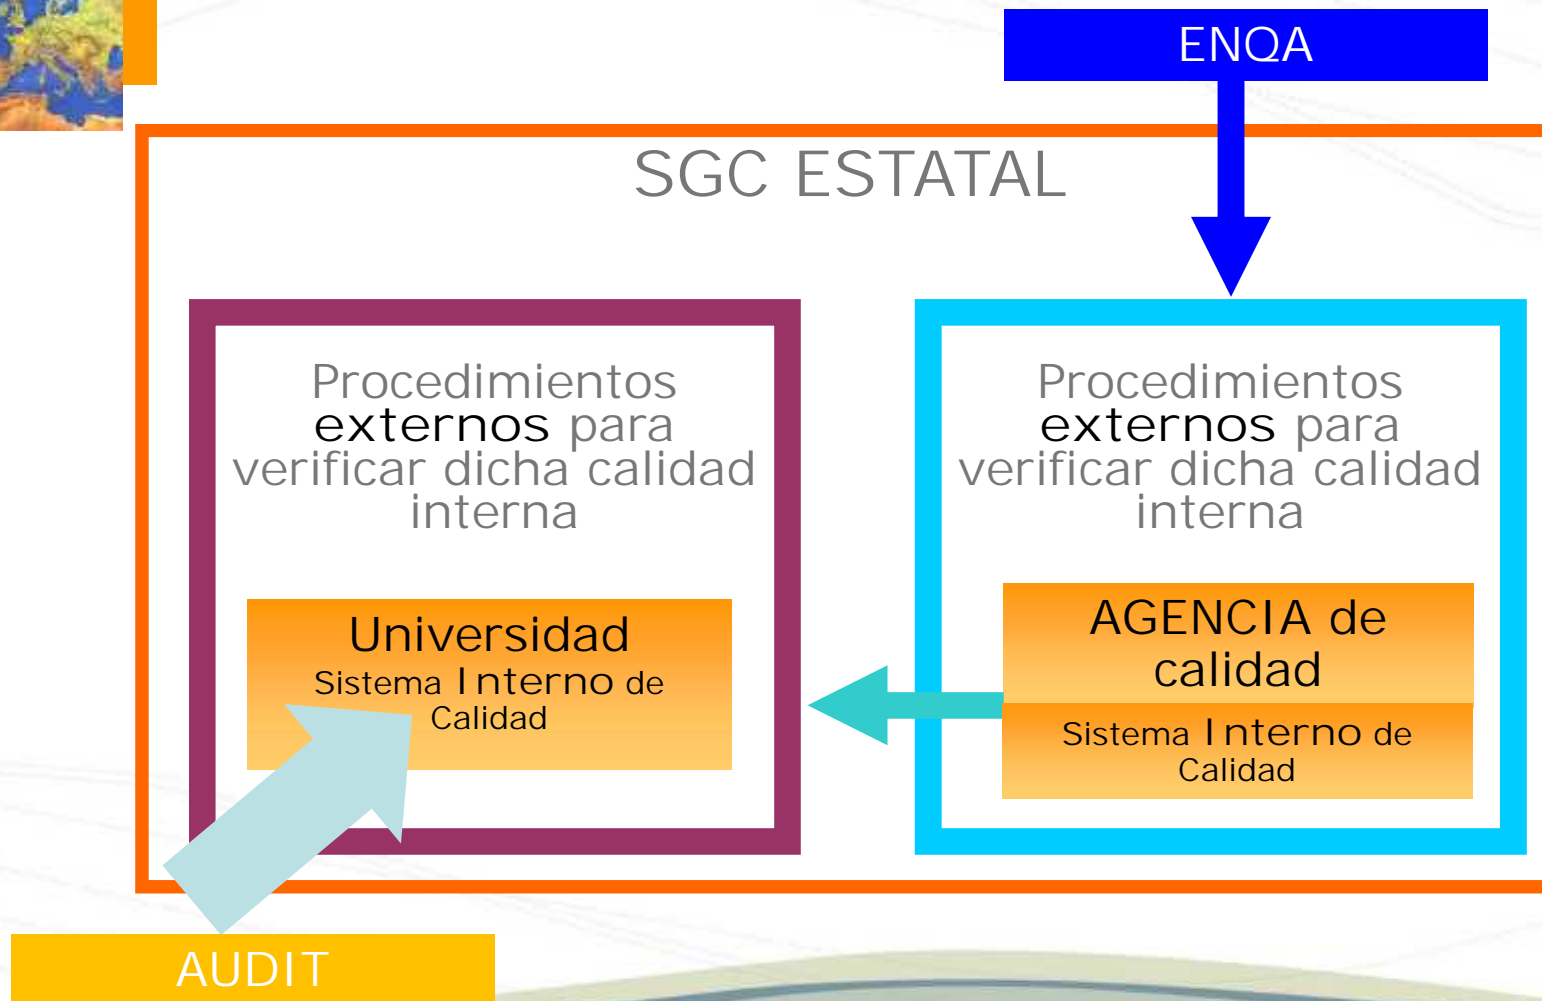 ENQA
SGC ESTATAL
Procedimientos
externos para
verificar dicha calidad
interna
Universidad
Sistema Interno de
Calidad
Procedimientos
externos para
verificar dicha calidad
interna
AGENCIA de
calidad
Sistema Interno de
Calidad
AUDIT